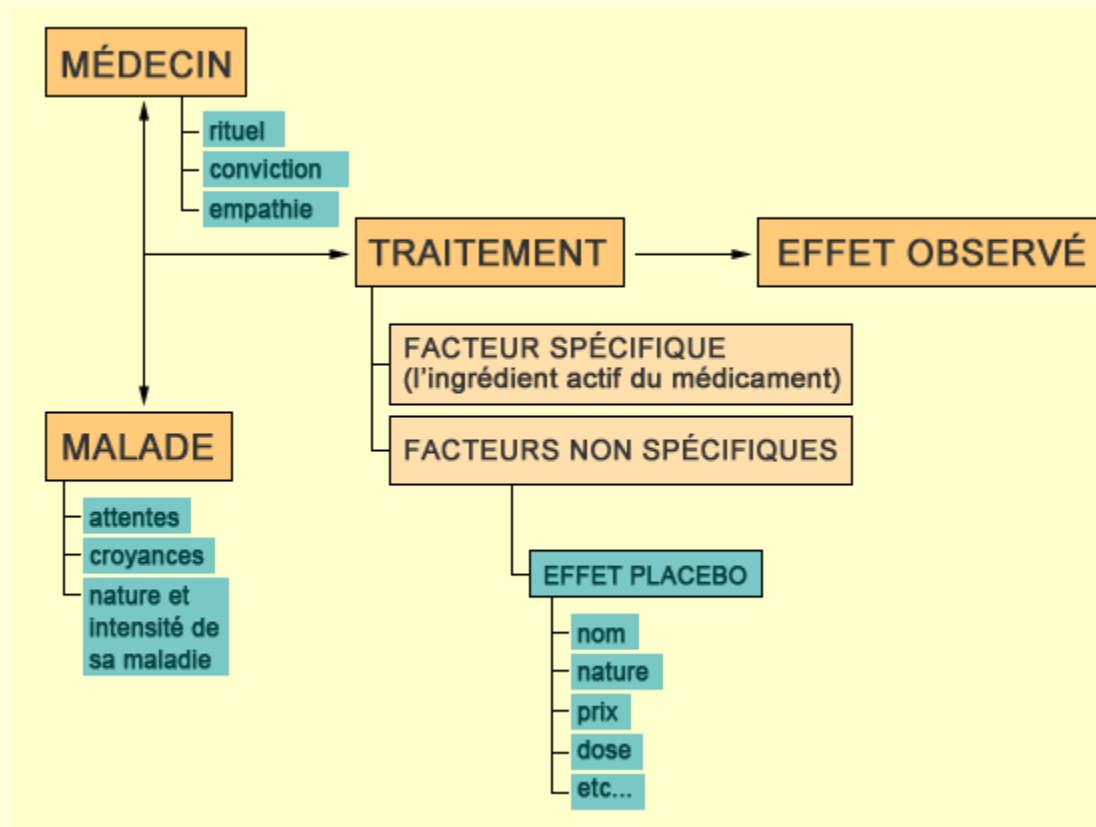 MÉDECIN
rituel
conviction
empathie
TRAITEMENT
EFFET OBSERVÉ
FACTEUR SPÉCIFIQUE
(l'ingrédient actif du médicament)
FACTEURS NON SPÉCIFIQUES
MALADE
attentes
croyances
nature et
intensité de
sa maladie
EFFET PLACEBO
nom
nature
prix
dose
etc...